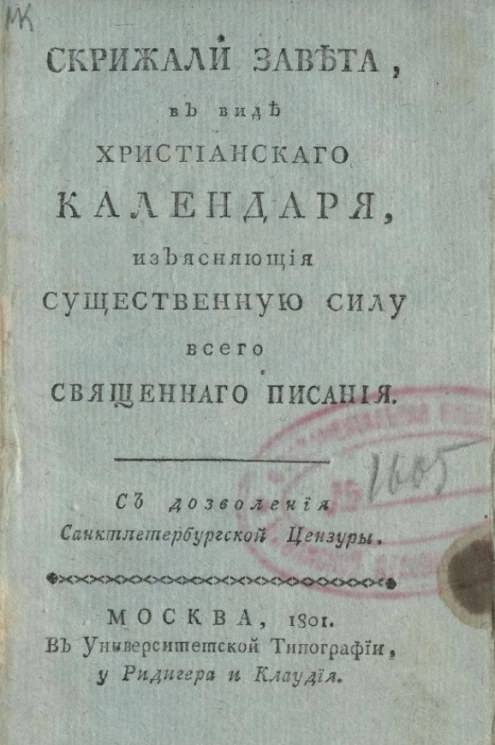 СКРИЖАЛИ ЗАВѢТА,
въ видѣ
ХРИСТІАНСКАГО
КАЛЕНДАРЯ,
изЪясняющія
СУЩЕСТВЕННУЮ СИЛУ
всего
СВЯЩЕННАГО ПИСАНІЯ.
СЪ дозволенія
Санктпетербургской Цензуры.
МОСКВА, 1801.
ВЪ Университетской Типографіи,
у Ридигера и Клаудія.
1605